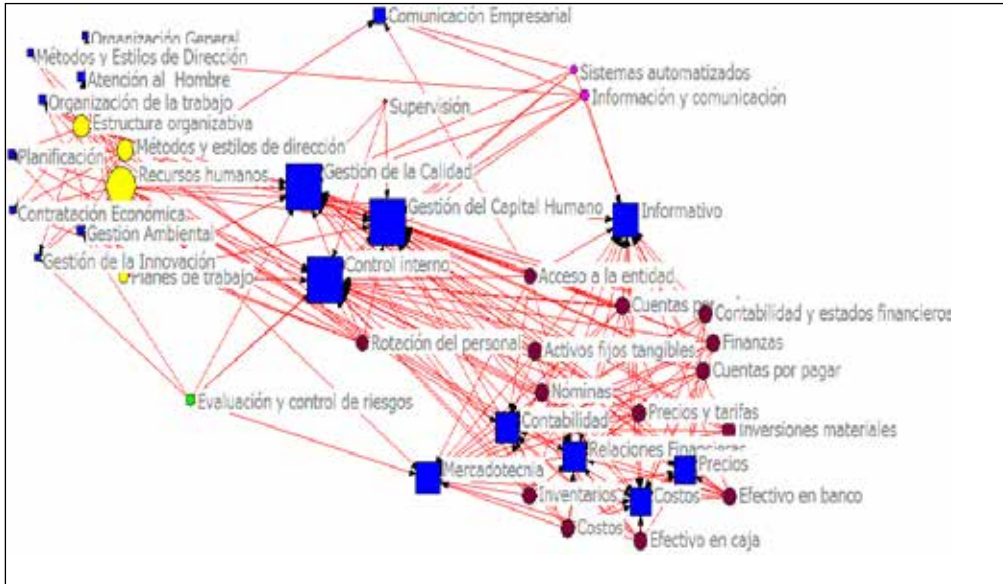 Comunicación Empresarial
Organización General
Métodos y Estilos de Dirección
Sistemas automatizados
Atención al Hombre
Información y comunicación
Organización de la trabajo
Supervisión
Estructura organizativa
Métodos y estilos de dirección
Planificación
Gestión de la Calidad
Recursos humanos
Gestión del Capital Humano
Informativo
Contratación Económica
Gestión Ambiental
Gestión de la Innovación
Control interno
Planes de trabajo
Acceso a la entidad
Cuentas por
Contabilidad y estados financieros
Rotación del personal
Activos fijos tangibles
Finanzas
Cuentas por pagar
Nóminas
Evaluación y control de riesgos
Contabilidad
Precios y tarifas
Inversiones materiales
Relaciones Financieras
Mercadotecnia
Precios
Inventarios
Costos
Efectivo en banco
Costos
Efectivo en caja